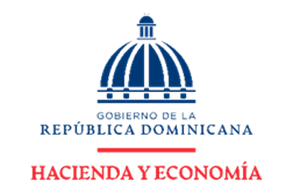 GOBIERNO DE LA
REPÚBLICA DOMINICANA
HACIENDA Y ECONOMÍA